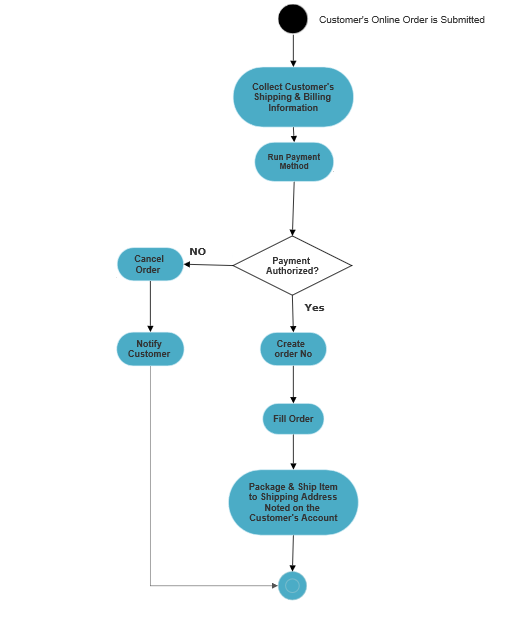 Customer's Online Order is Submitted
Collect Customer's
Shipping & Billing
Information
Run Payment
Method
Payment
Authorized?
NO
Cancel
Order
Notify
Customer
Yes
Create
order No
Fill Order
Package & Ship Item
to Shipping Address
Noted on the
Customer's Account